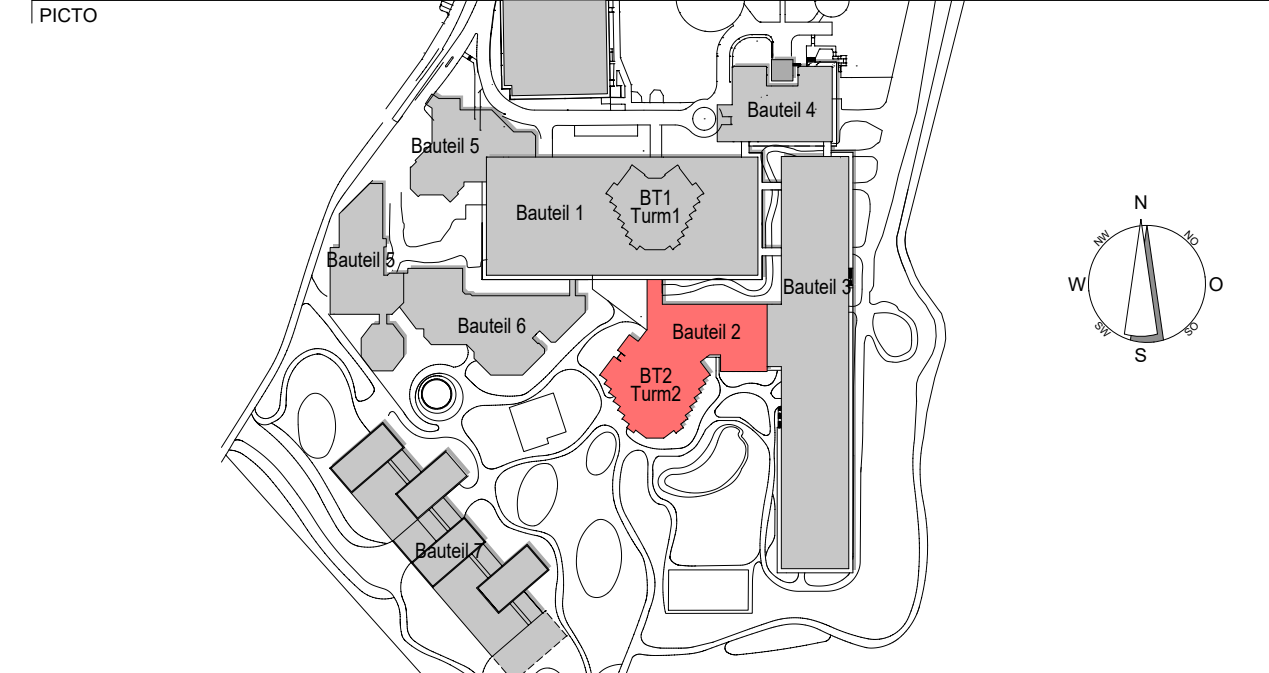 PICTO
Bauteil 4
Bauteil 5
BT1
Turm1
Bauteil 1
N
NW
NO
Bauteil 5
Bauteil 3
W
O
Bauteil 6
Bauteil 2
SW
SO
S
BT2
Turm2
Bauteil 7